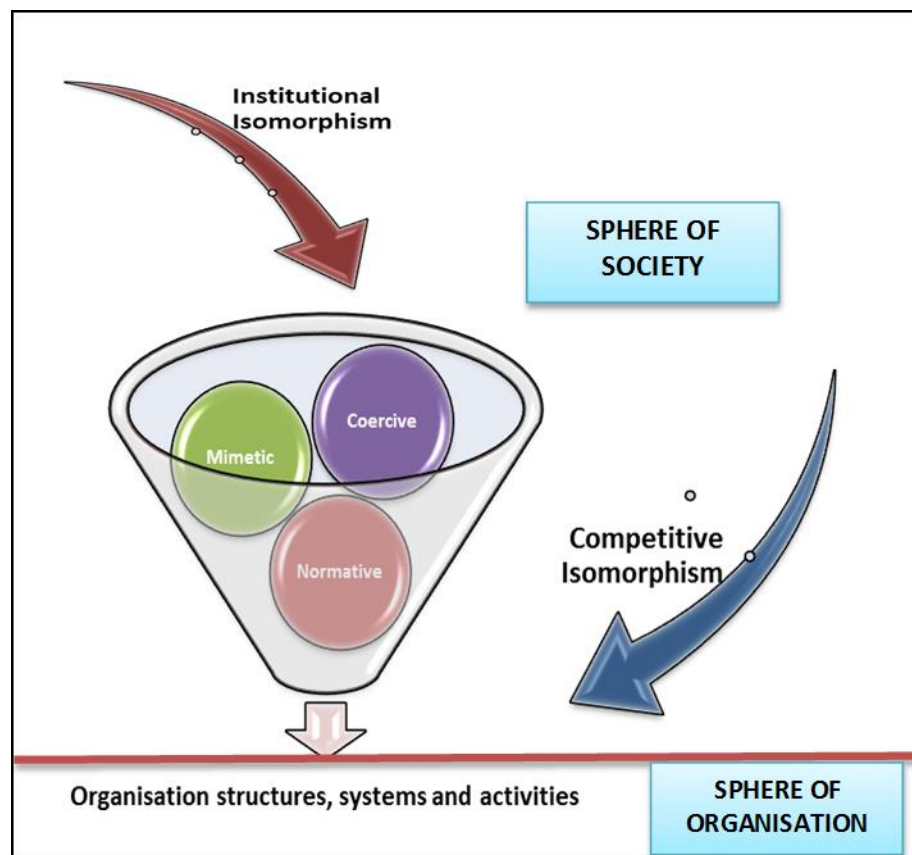 Institutional
Isomorphism
SPHERE OF
SOCIETY
Coercive
Mimetic
Normative
Competitive
Isomorphism
Organisation structures, systems and activities
SPHERE OF
ORGANISATION